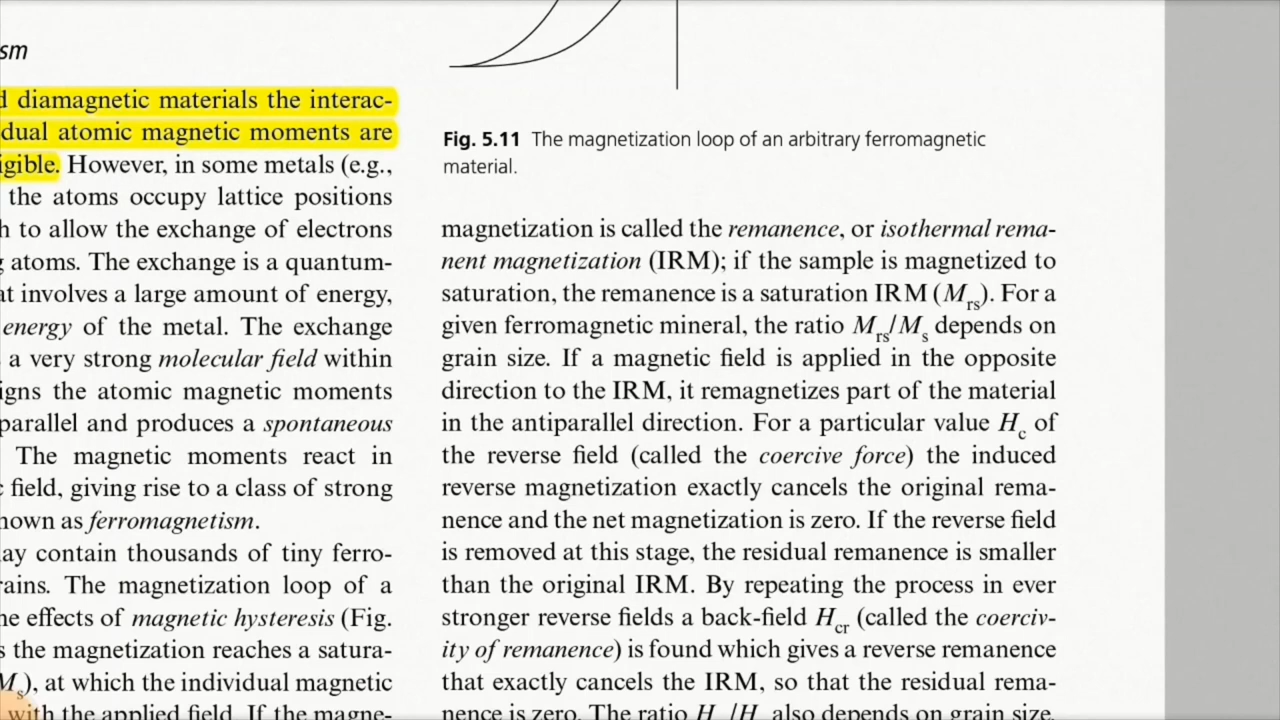 sm
d diamagnetic materials the interac-
dual atomic magnetic moments are
igible. However, in some metals (e.g.,
the atoms occupy lattice positions
h to allow the exchange of electrons
g atoms. The exchange is a quantum-
at involves a large amount of energy,
energy of the metal. The exchange
s a very strong molecular field within
igns the atomic magnetic moments
parallel and produces a spontaneous
The magnetic moments react in
c field, giving rise to a class of strong
nown as ferromagnetism.
ay contain thousands of tiny ferro-
rains. The magnetization loop of a
he effects of magnetic hysteresis (Fig.
s the magnetization reaches a satura-
Ms), at which the individual magnetic
with the applied field. If the magne-
Fig. 5.11 The magnetization loop of an arbitrary ferromagnetic
material.
magnetization is called the remanence, or isothermal rema-
nent magnetization (IRM); if the sample is magnetized to
saturation, the remanence is a saturation IRM (Mrs). For a
given ferromagnetic mineral, the ratio Mrs/Ms depends on
grain size. If a magnetic field is applied in the opposite
direction to the IRM, it remagnetizes part of the material
in the antiparallel direction. For a particular value Hc of
the reverse field (called the coercive force) the induced
reverse magnetization exactly cancels the original rema-
nence and the net magnetization is zero. If the reverse field
is removed at this stage, the residual remanence is smaller
than the original IRM. By repeating the process in ever
stronger reverse fields a back-field Hcr (called the coerciv-
ity of remanence) is found which gives a reverse remanence
that exactly cancels the IRM, so that the residual rema-
nence is zero. The ratio H /H also depends on grain size.